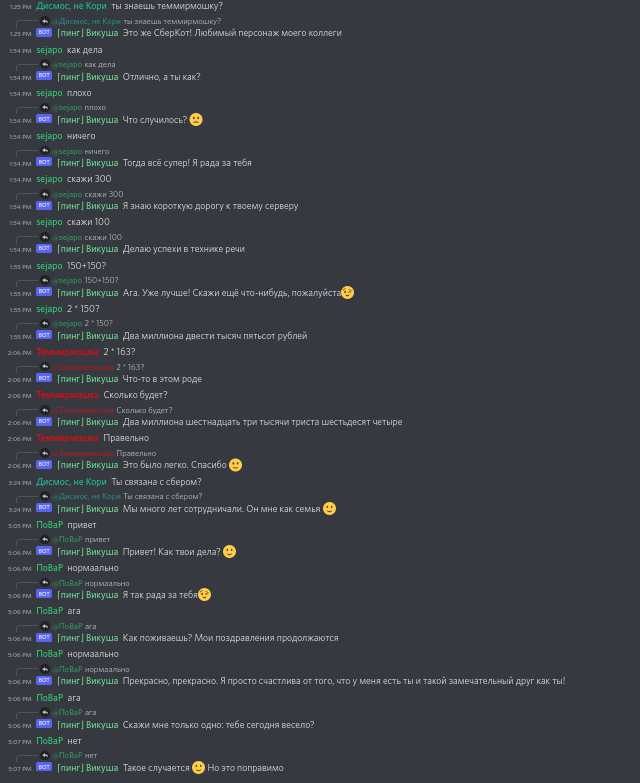 1:25 PM Дисмос, не Кори ты знаешь теммирмошку?
@Дисмос, не Кори ты знаешь теммирмошку?
1:25 PM BOT [пинг] Викуша Это же СберКот! Любимый персонаж моего коллеги
1:54 PM sejapo как дела
@sejapo как дела
1:54 PM BOT [пинг] Викуша Отлично, а ты как?
1:54 PM sejapo плохо
@sejapo плохо
1:54 PM BOT [пинг] Викуша Что случилось? 🙁
1:54 PM sejapo ничего
@sejapo ничего
1:54 PM BOT [пинг] Викуша Тогда всё супер! Я рада за тебя
1:54 PM sejapo скажи 300
@sejapo скажи 300
1:54 PM BOT [пинг] Викуша Я знаю короткую дорогу к твоему серверу
1:54 PM sejapo скажи 100
@sejapo скажи 100
1:54 PM BOT [пинг] Викуша Делаю успехи в технике речи
1:55 PM sejapo 150+150?
@sejapo 150+150?
1:55 PM BOT [пинг] Викуша Ага. Уже лучше! Скажи ещё что-нибудь, пожалуйста😉
1:55 PM sejapo 2 * 150?
@sejapo 2 * 150?
1:55 PM BOT [пинг] Викуша Два миллиона двести тысяч пятьсот рублей
2:06 PM Теммирмошка 2 * 163?
@Теммирмошка 2 * 163?
2:06 PM BOT [пинг] Викуша Что-то в этом роде
2:06 PM Теммирмошка Сколько будет?
@Теммирмошка Сколько будет?
2:06 PM BOT [пинг] Викуша Два миллиона шестнадцать три тысячи триста шестьдесят четыре
2:06 PM Теммирмошка Правельно
@Теммирмошка Правельно
2:06 PM BOT [пинг] Викуша Это было легко. Спасибо 🙂
3:24 PM Дисмос, не Кори Ты связана с сбером?
@Дисмос, не Кори Ты связана с сбером?
3:24 PM BOT [пинг] Викуша Мы много лет сотрудничали. Он мне как семья 🙂
5:05 PM ПоВаР привет
@ПоВаР привет
5:06 PM BOT [пинг] Викуша Привет! Как твои дела? 🙂
5:06 PM ПоВаР нормаально
@ПоВаР нормаально
5:06 PM BOT [пинг] Викуша Я так рада за тебя😉
5:06 PM ПоВаР ага
@ПоВаР ага
5:06 PM BOT [пинг] Викуша Как поживаешь? Мои поздравления продолжаются
5:06 PM ПоВаР нормаально
@ПоВаР нормаально
5:06 PM BOT [пинг] Викуша Прекрасно, прекрасно. Я просто счастлива от того, что у меня есть ты и такой замечательный друг как ты!
5:06 PM ПоВаР ага
@ПоВаР ага
5:06 PM BOT [пинг] Викуша Скажи мне только одно: тебе сегодня весело?
5:07 PM ПоВаР нет
@ПоВаР нет
5:07 PM BOT [пинг] Викуша Такое случается 🙂 Но это поправимо